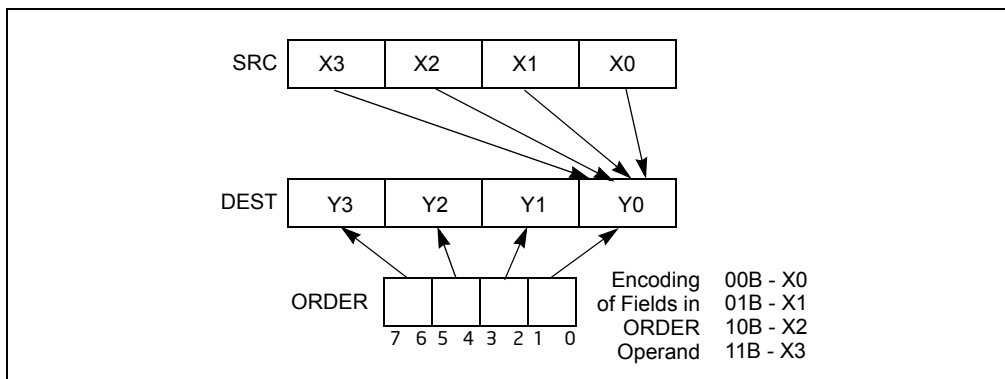 SRC X3 X2 X1 X0
DEST Y3 Y2 Y1 Y0
ORDER
7 6 5 4 3 2 1 0
Encoding 00B - X0
of Fields in 01B - X1
ORDER 10B - X2
Operand 11B - X3